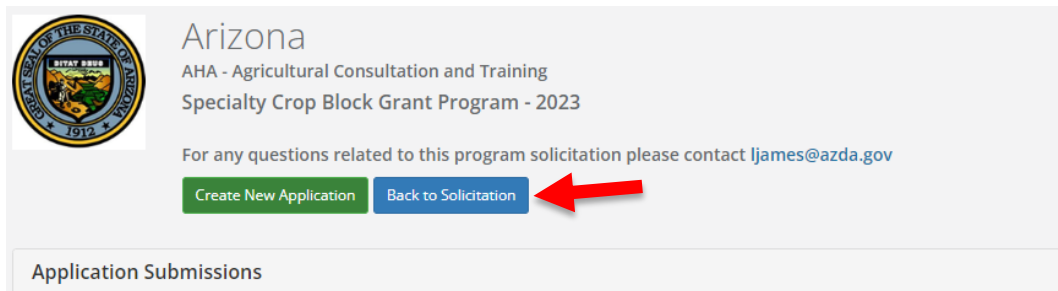 Arizona
AHA - Agricultural Consultation and Training
Specialty Crop Block Grant Program - 2023
For any questions related to this program solicitation please contact ljames@azda.gov
Create New Application Back to Solicitation
Application Submissions
GREAT SEAL OF THE STATE OF ARIZONA
DITAT DEUS
1912